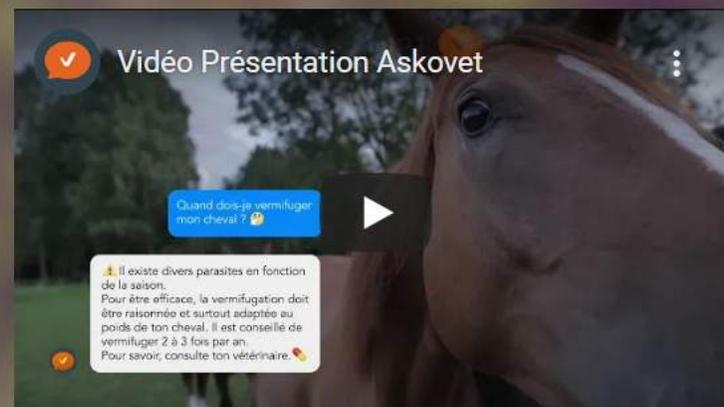 Vidéo Présentation Askovet
Quand dois-je vermifuger
mon cheval ? 🤔
⚠️ Il existe divers parasites en fonction
de la saison.
Pour être efficace, la vermifugation doit
être raisonnée et surtout adaptée au
poids de ton cheval. Il est conseillé de
vermifuger 2 à 3 fois par an.
Pour savoir, consulte ton vétérinaire. 💊